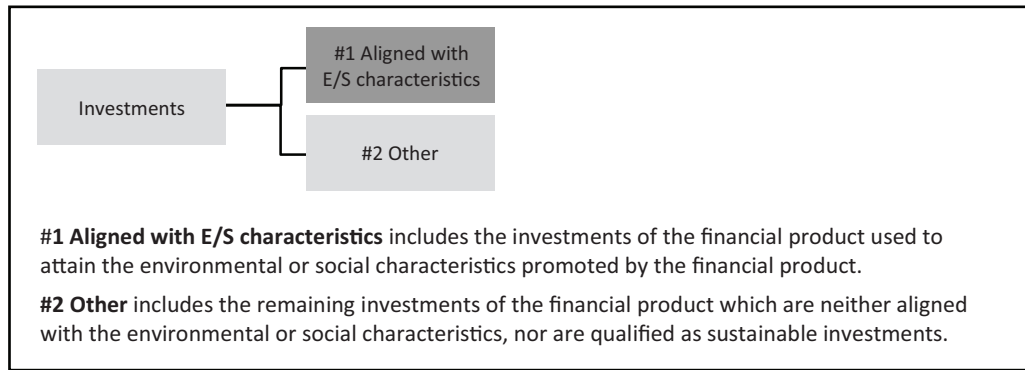 #1 Aligned with
E/S characteristics
Investments
#2 Other
#1 Aligned with E/S characteristics includes the investments of the financial product used to
attain the environmental or social characteristics promoted by the financial product.
#2 Other includes the remaining investments of the financial product which are neither aligned
with the environmental or social characteristics, nor are qualified as sustainable investments.